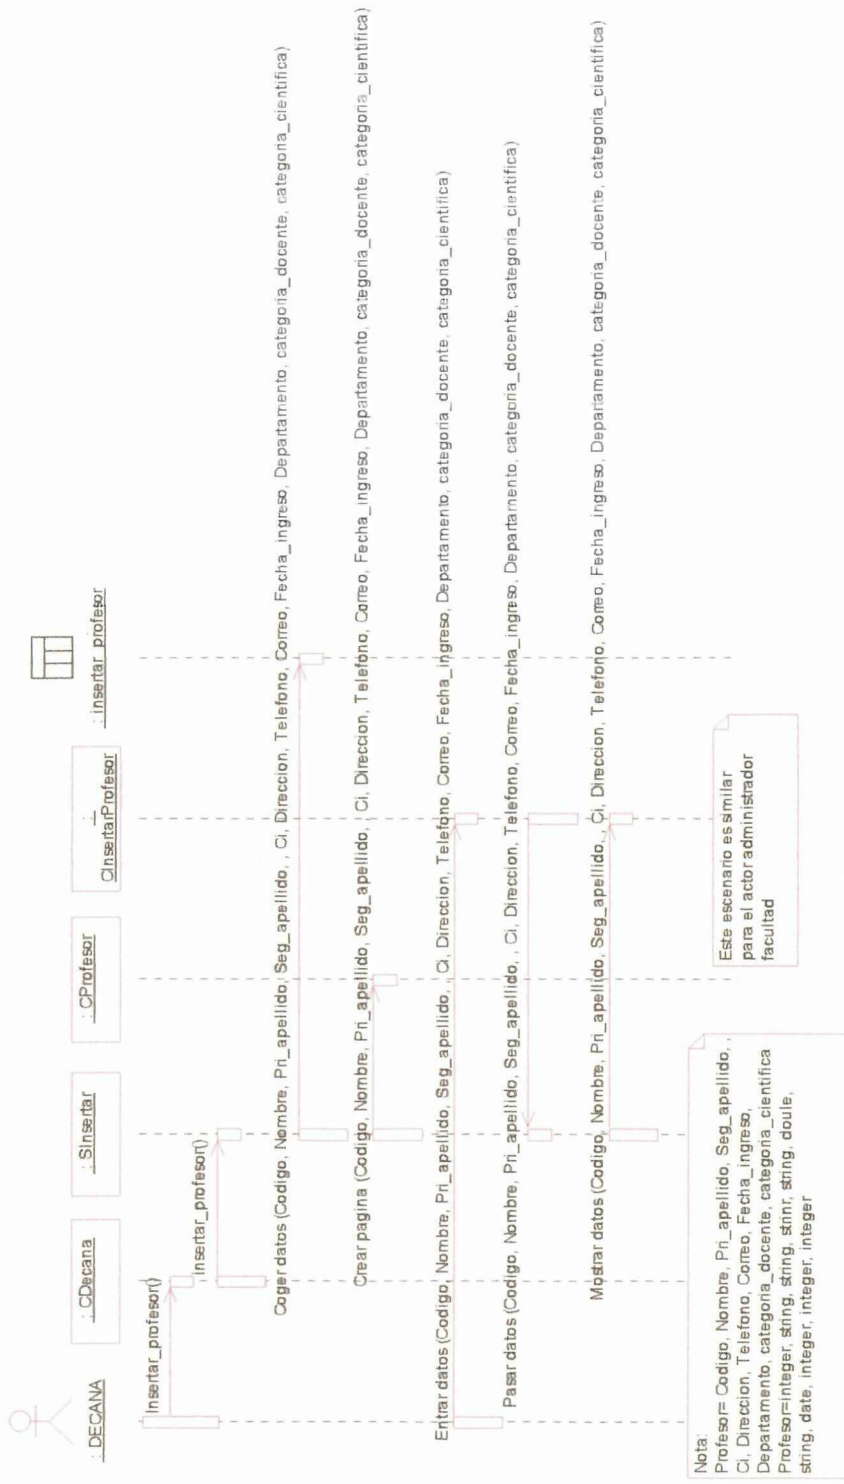 : DECANA
: CDecana
: SInsertar
: CProfesor
:
CInsertarProfesor
: insertar_profesor
Insertar_profesor()
Insertar_profesor()
Coger datos (Codigo, Nombre, Pri_apellido, Seg_apellido, , Ci, Direccion, Telefono, Correo, Fecha_ingreso, Departamento, categoria_docente, categoria_cientifica)
Crear pagina (Codigo, Nombre, Pri_apellido, Seg_apellido, , Ci, Direccion, Telefono, Correo, Fecha_ingreso, Departamento, categoria_docente, categoria_cientifica)
Entrar datos (Codigo, Nombre, Pri_apellido, Seg_apellido, , Ci, Direccion, Telefono, Correo, Fecha_ingreso, Departamento, categoria_docente, categoria_cientifica)
Pasar datos (Codigo, Nombre, Pri_apellido, Seg_apellido, , Ci, Direccion, Telefono, Correo, Fecha_ingreso, Departamento, categoria_docente, categoria_cientifica)
Mostrar datos (Codigo, Nombre, Pri_apellido, Seg_apellido, , Ci, Direccion, Telefono, Correo, Fecha_ingreso, Departamento, categoria_docente, categoria_cientifica)
Nota:
Profesor= Codigo, Nombre, Pri_apellido, Seg_apellido, ,
Ci, Direccion, Telefono, Correo, Fecha_ingreso,
Departamento, categoria_docente, categoria_cientifica
Profesor=integer, string, string, strinr, string, doule,
string, date, integer, integer, integer
Este escenario es similar
para el actor administrador
facultad